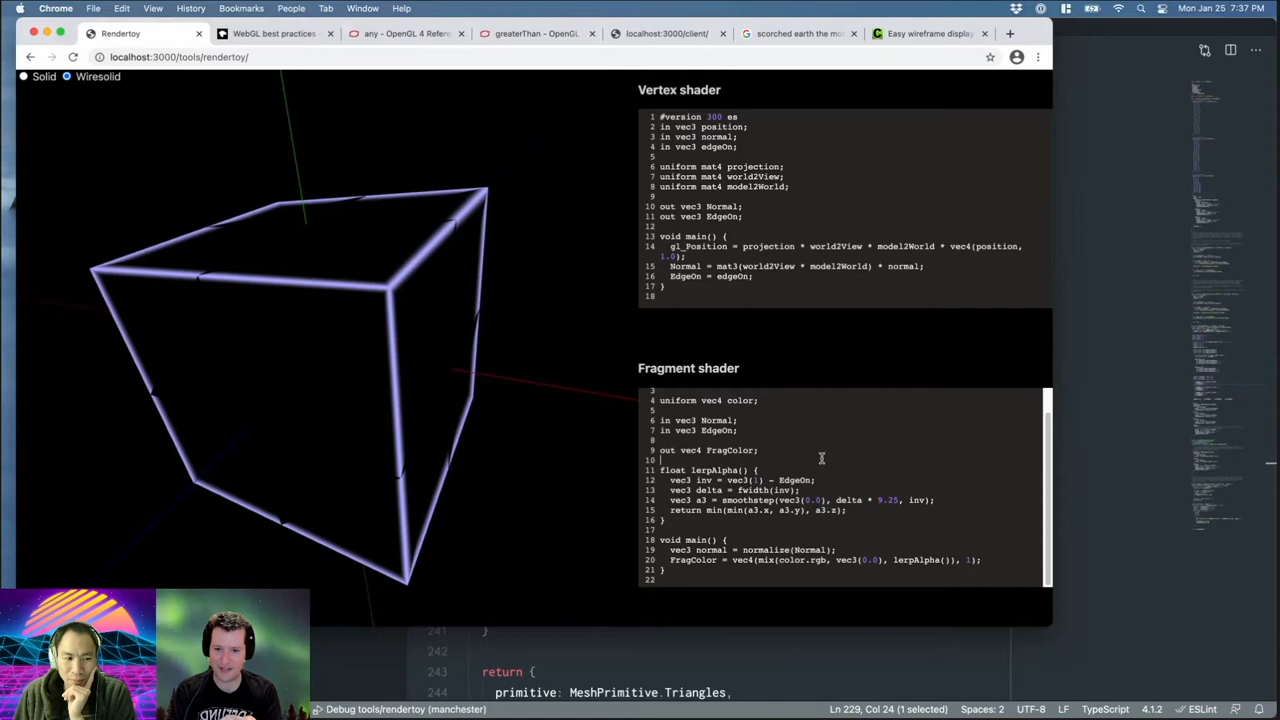 Chrome File Edit View History Bookmarks People Tab Window Help
Mon Jan 25 7:37 PM
Rendertoy
WebGL best practices
any - OpenGL 4 Refere
greaterThan - OpenGL
localhost:3000/client/
scorched earth the mo
Easy wireframe display
localhost:3000/tools/rendertoy/
Solid Wiresolid
Vertex shader
1 #version 300 es
2 in vec3 position;
3 in vec3 normal;
4 in vec3 edgeOn;
5
6 uniform mat4 projection;
7 uniform mat4 world2View;
8 uniform mat4 model2World;
9
10 out vec3 Normal;
11 out vec3 EdgeOn;
12
13 void main() {
14 gl_Position = projection * world2View * model2World * vec4(position,
1.0);
15 Normal = mat3(world2View * model2World) * normal;
16 EdgeOn = edgeOn;
17 }
18
Fragment shader
3
4 uniform vec4 color;
5
6 in vec3 Normal;
7 in vec3 EdgeOn;
8
9 out vec4 FragColor;
10
11 float lerpAlpha() {
12 vec3 inv = vec3(1) - EdgeOn;
13 vec3 delta = fwidth(inv);
14 vec3 a3 = smoothstep(vec3(0.0), delta * 9.25, inv);
15 return min(min(a3.x, a3.y), a3.z);
16 }
17
18 void main() {
19 vec3 normal = normalize(Normal);
20 FragColor = vec4(mix(color.rgb, vec3(0.0), lerpAlpha()), 1);
21 }
22
241 }
242
243 return {
244 primitive: MeshPrimitive.Triangles,
Debug tools/rendertoy (manchester)
Ln 229, Col 24 (1 selected) Spaces: 2 UTF-8 LF TypeScript 4.1.2 ESLint